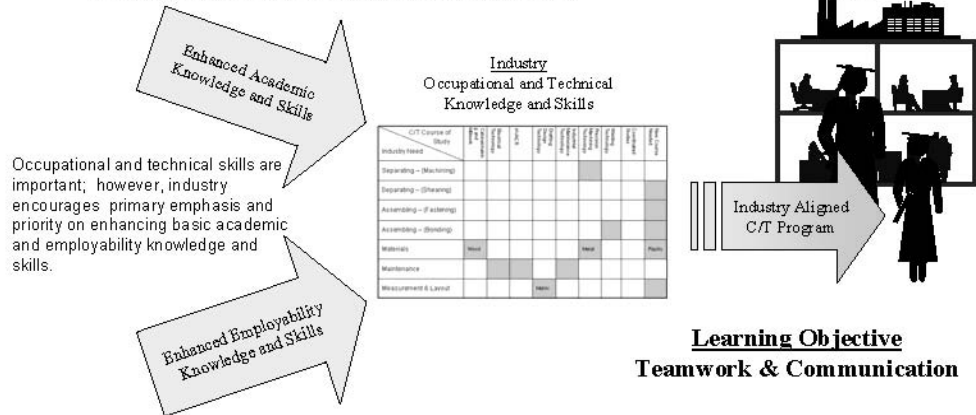 Enhanced Academic
Knowledge and Skills
Industry
Occupational and Technical
Knowledge and Skills
Occupational and technical skills are
important; however, industry
encourages primary emphasis and
priority on enhancing basic academic
and employability knowledge and
skills.
C/T Course of
Study
Industry Need
Separating – (Machining)
Separating – (Shearing)
Assembling – (Fastening)
Assembling – (Bonding)
Materials
Wood
Metal
Plastic
Maintenance
Measurement & Layout
Industry Aligned
C/T Program
Enhanced Employability
Knowledge and Skills
Learning Objective
Teamwork & Communication